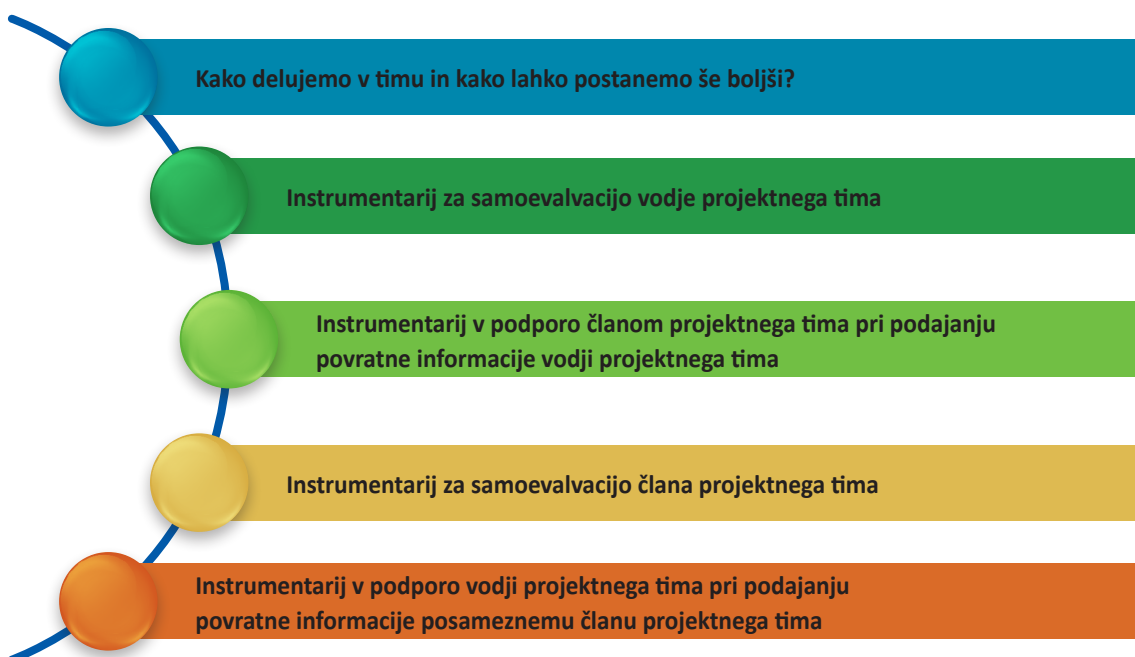 Kako delujemo v timu in kako lahko postanemo še boljši?
Instrumentarij za samoevalvacijo vodje projektnega tima
Instrumentarij v podporo članom projektnega tima pri podajanju
povratne informacije vodji projektnega tima
Instrumentarij za samoevalvacijo člana projektnega tima
Instrumentarij v podporo vodji projektnega tima pri podajanju
povratne informacije posameznemu članu projektnega tima